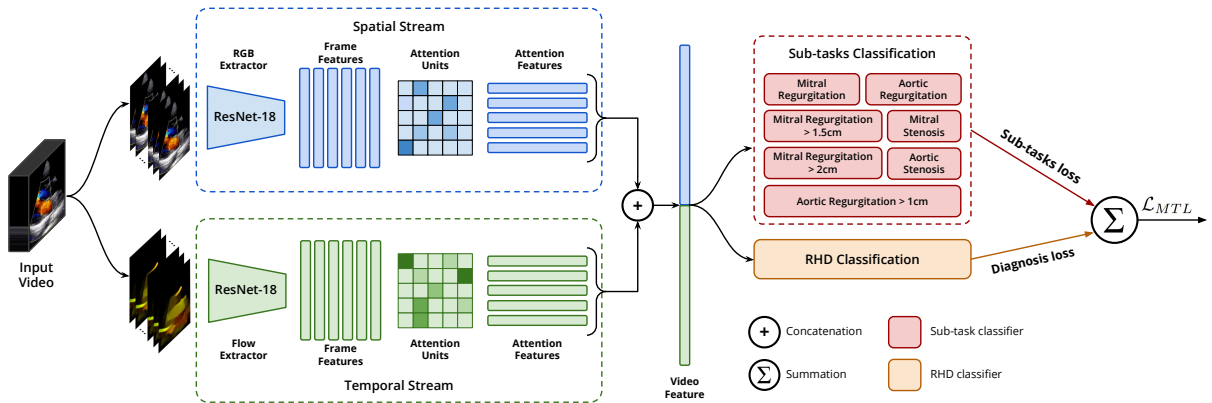 Input
Video
Spatial Stream
RGB
Extractor
Frame
Features
Attention
Units
Attention
Features
ResNet-18
ResNet-18
Flow
Extractor
Frame
Features
Attention
Units
Attention
Features
Temporal Stream
+
Video
Feature
Sub-tasks Classification
Mitral
Regurgitation
Aortic
Regurgitation
Mitral Regurgitation
> 1.5cm
Mitral
Stenosis
Mitral Regurgitation
> 2cm
Aortic
Stenosis
Aortic Regurgitation > 1cm
RHD Classification
Sub-tasks loss
Diagnosis loss
Σ
ℒ_MTL
+ Concatenation
Sub-task classifier
Σ Summation
RHD classifier